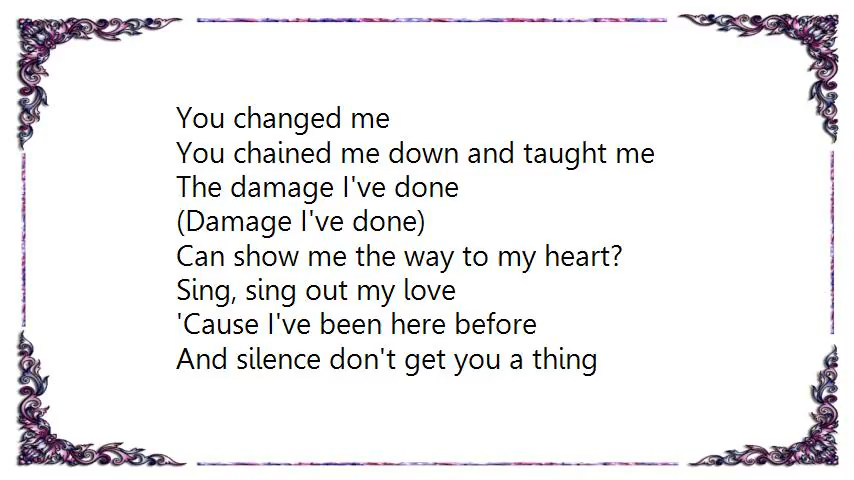 You changed me
You chained me down and taught me
The damage I've done
(Damage I've done)
Can show me the way to my heart?
Sing, sing out my love
'Cause I've been here before
And silence don't get you a thing